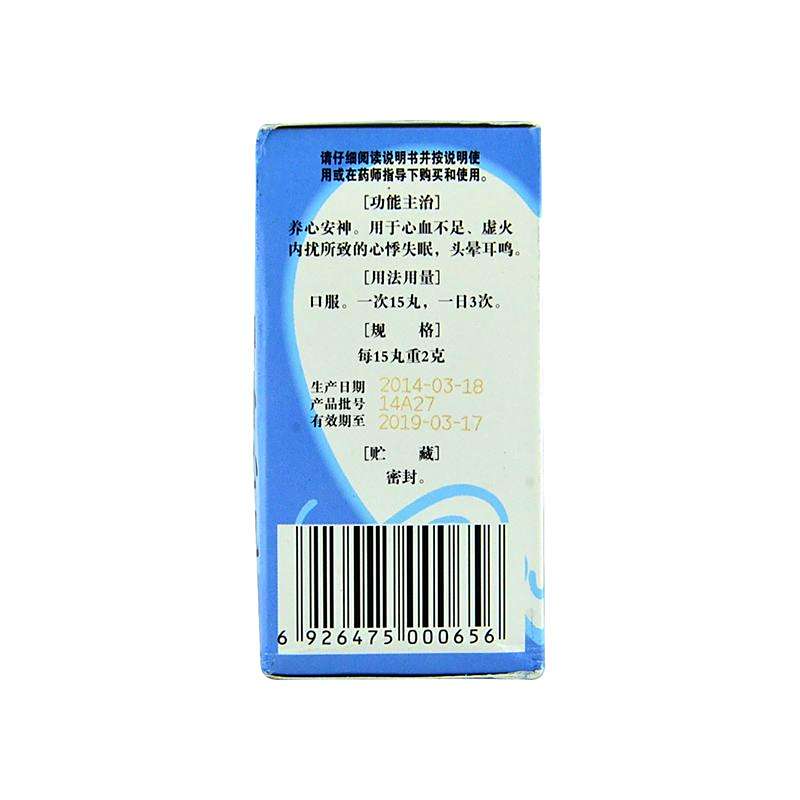 请仔细阅读说明书并按说明使
用或在药师指导下购买和使用。
[功能主治]
养心安神。用于心血不足、虚火
内扰所致的心悸失眠，头晕耳鸣。
[用法用量]
口服。一次15丸，一日3次。
[规 格]
每15丸重2克
生产日期 2014-03-18
产品批号 14A27
有效期至 2019-03-17
[贮 藏]
密封。
6 926475 000656